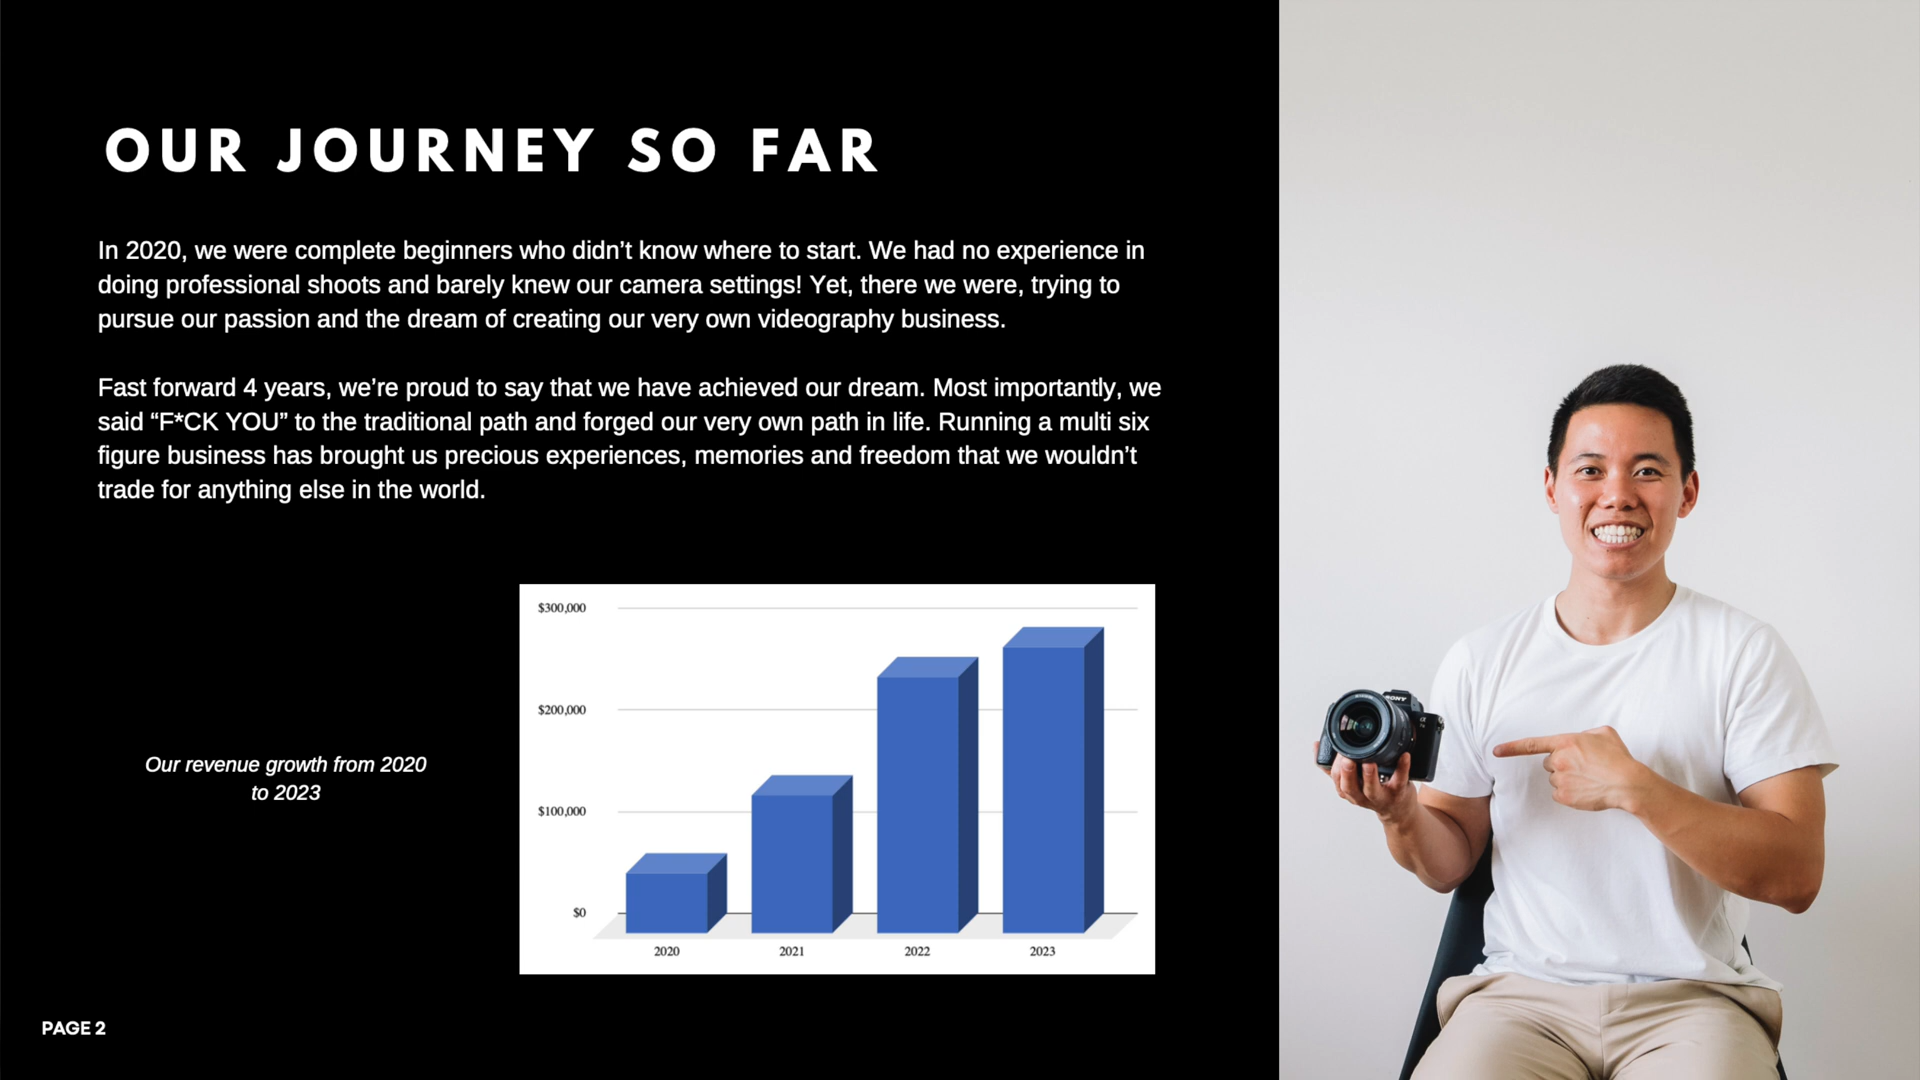 OUR JOURNEY SO FAR
In 2020, we were complete beginners who didn’t know where to start. We had no experience in
doing professional shoots and barely knew our camera settings! Yet, there we were, trying to
pursue our passion and the dream of creating our very own videography business.
Fast forward 4 years, we’re proud to say that we have achieved our dream. Most importantly, we
said “F*CK YOU” to the traditional path and forged our very own path in life. Running a multi six
figure business has brought us precious experiences, memories and freedom that we wouldn’t
trade for anything else in the world.
Our revenue growth from 2020
to 2023
$300,000
$200,000
$100,000
$0
2020 2021 2022 2023
SONY
PAGE 2